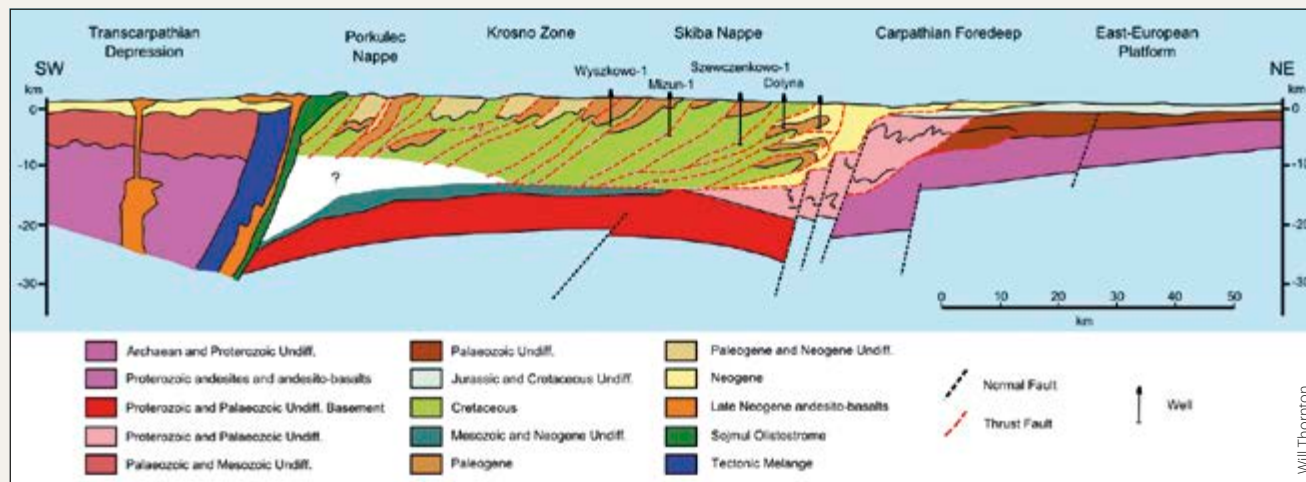 Transcarpathian
Depression
Porkulec
Nappe
Krosno Zone
Skiba Nappe
Carpathian Foredeep
East-European
Platform
SW
NE
km
km
Wyszkowo-1
Mizun-1
Szewczenkowo-1
Dolyna
0
-10
-20
-30
0
-10
-20
-30
?
0 10 20 30 40 50
km
Archaean and Proterozoic Undiff.
Proterozoic andesites and andesito-basalts
Proterozoic and Palaeozoic Undiff. Basement
Proterozoic and Palaeozoic Undiff.
Palaeozoic and Mesozoic Undiff.
Palaeozoic Undiff.
Jurassic and Cretaceous Undiff.
Cretaceous
Mesozoic and Neogene Undiff.
Paleogene
Paleogene and Neogene Undiff.
Neogene
Late Neogene andesito-basalts
Sojmul Olistostrome
Tectonic Melange
Normal Fault
Thrust Fault
Well
Will Thornton